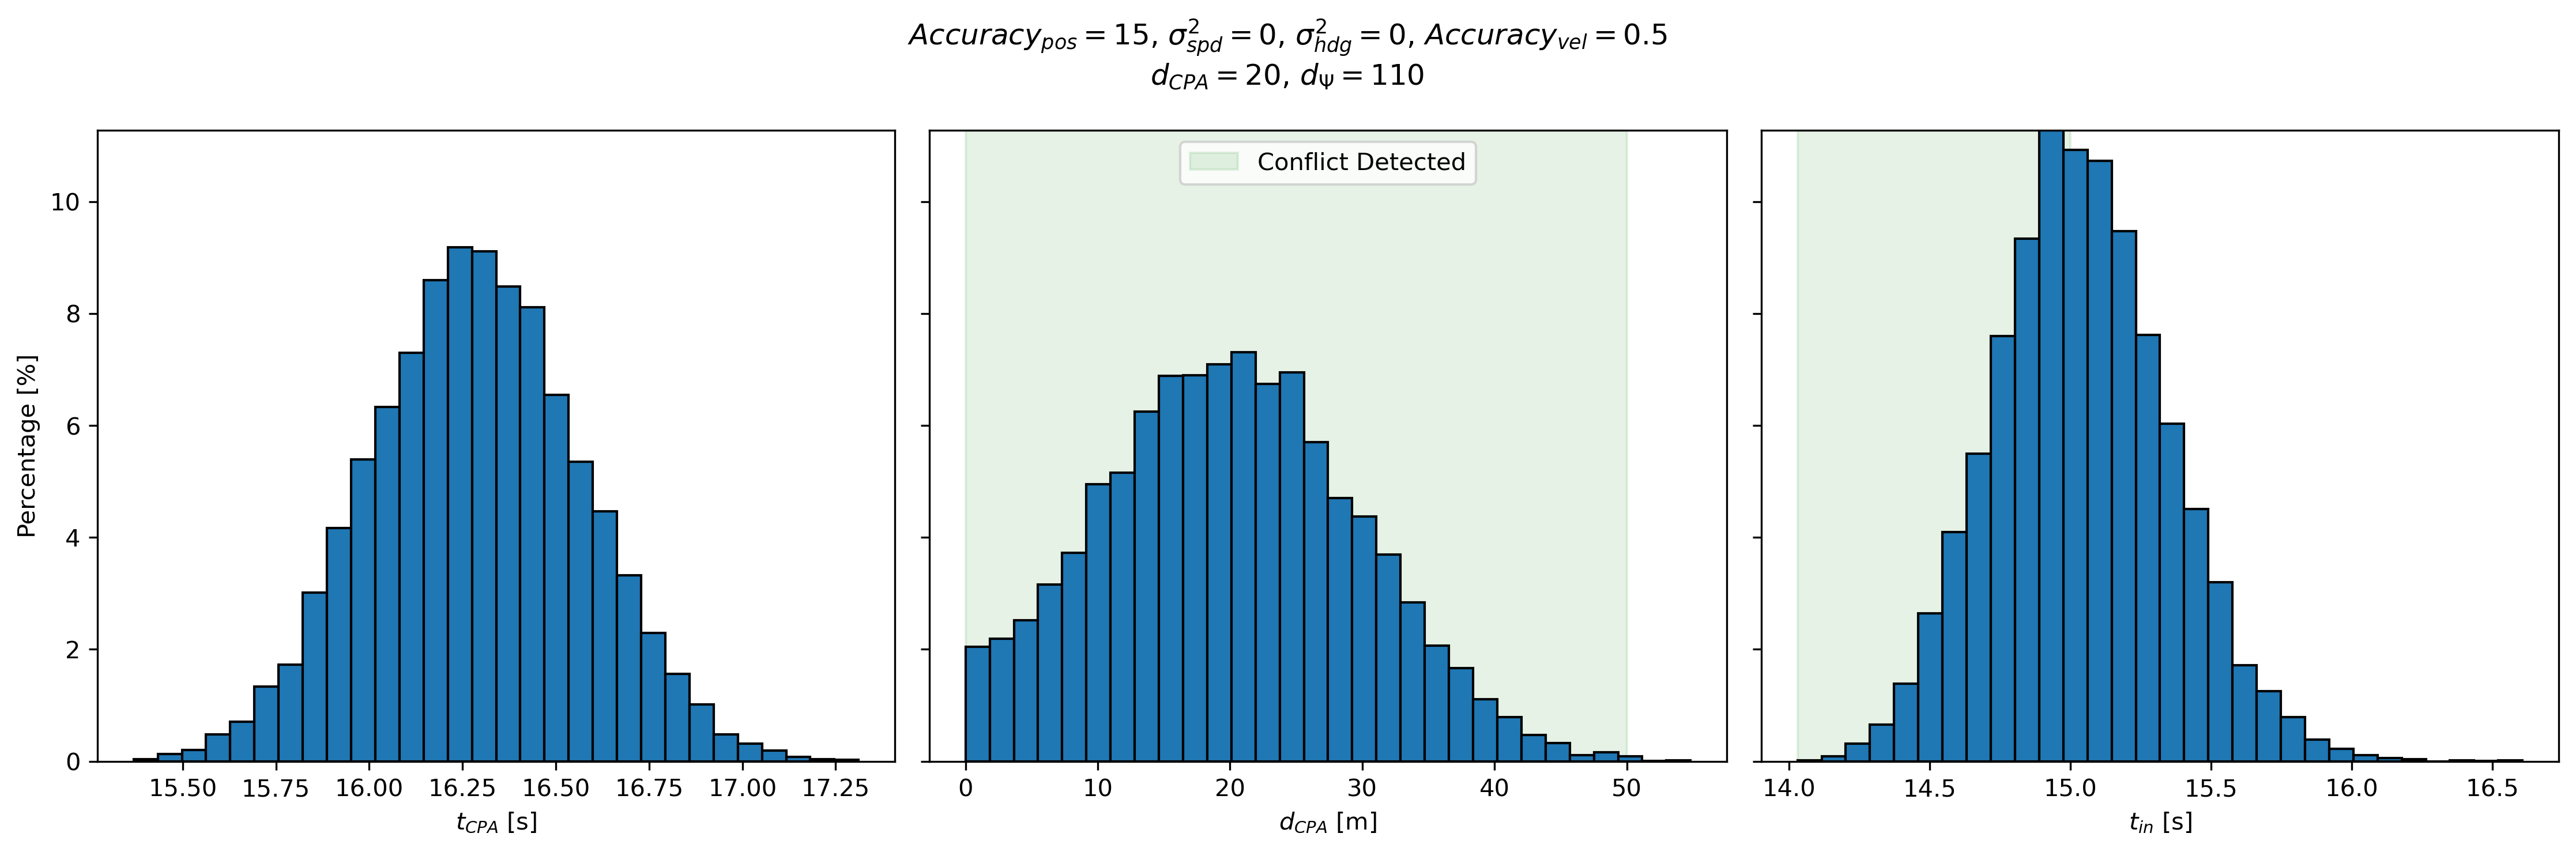 Accuracy_pos = 15, σ²_spd = 0, σ²_hdg = 0, Accuracy_vel = 0.5
d_CPA = 20, d_Ψ = 110
Percentage [%]
10
8
6
4
2
0
15.50 15.75 16.00 16.25 16.50 16.75 17.00 17.25
t_CPA [s]
Conflict Detected
0 10 20 30 40 50
d_CPA [m]
14.0 14.5 15.0 15.5 16.0 16.5
t_in [s]